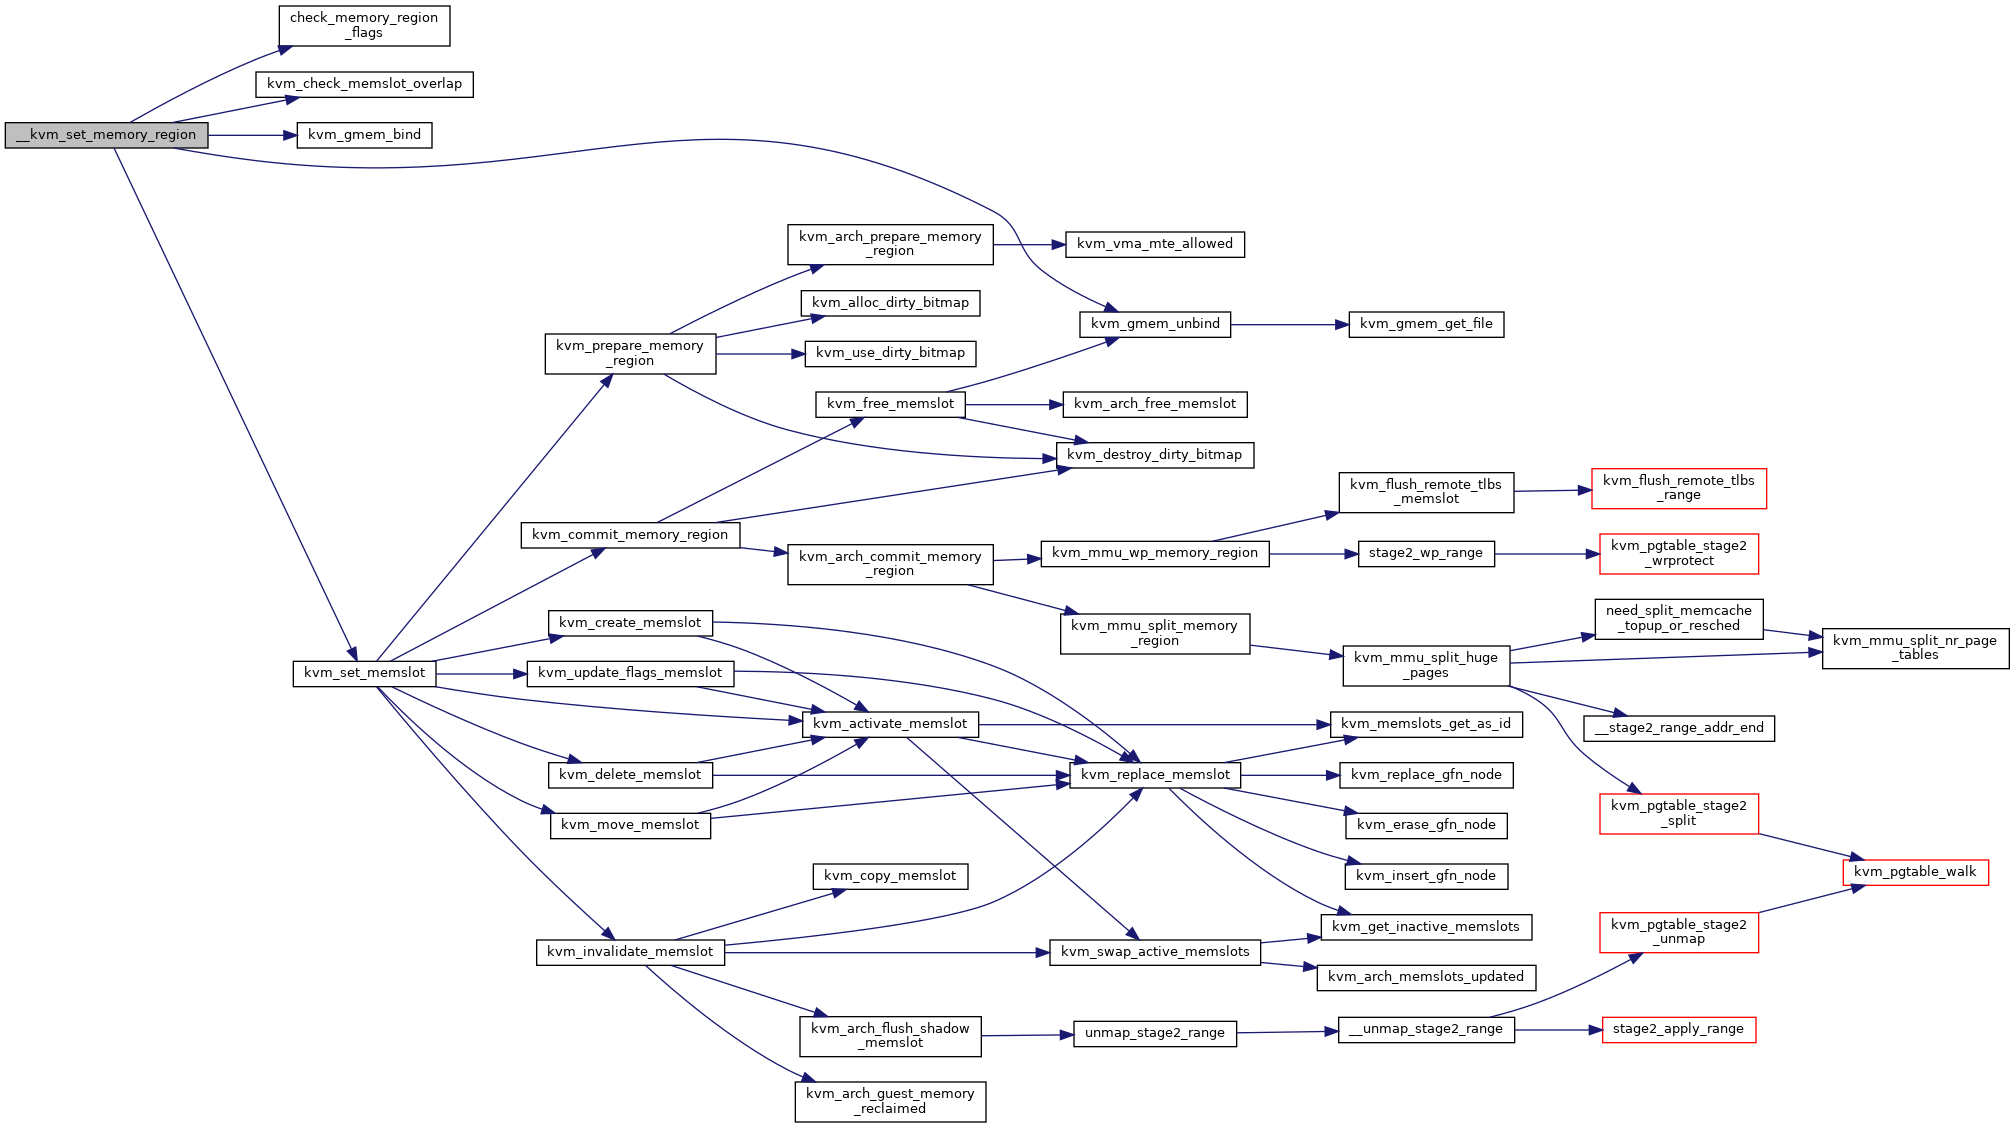 check_memory_region
_flags
kvm_check_memslot_overlap
__kvm_set_memory_region
kvm_gmem_bind
kvm_arch_prepare_memory
_region
kvm_vma_mte_allowed
kvm_alloc_dirty_bitmap
kvm_gmem_unbind
kvm_gmem_get_file
kvm_prepare_memory
_region
kvm_use_dirty_bitmap
kvm_free_memslot
kvm_arch_free_memslot
kvm_destroy_dirty_bitmap
kvm_flush_remote_tlbs
_memslot
kvm_flush_remote_tlbs
_range
kvm_commit_memory_region
kvm_arch_commit_memory
_region
kvm_mmu_wp_memory_region
stage2_wp_range
kvm_pgtable_stage2
_wrprotect
kvm_create_memslot
kvm_mmu_split_memory
_region
need_split_memcache
_topup_or_resched
kvm_mmu_split_nr_page
_tables
kvm_set_memslot
kvm_update_flags_memslot
kvm_mmu_split_huge
_pages
kvm_activate_memslot
kvm_memslots_get_as_id
__stage2_range_addr_end
kvm_delete_memslot
kvm_replace_memslot
kvm_replace_gfn_node
kvm_pgtable_stage2
_split
kvm_move_memslot
kvm_erase_gfn_node
kvm_copy_memslot
kvm_insert_gfn_node
kvm_pgtable_walk
kvm_get_inactive_memslots
kvm_pgtable_stage2
_unmap
kvm_invalidate_memslot
kvm_swap_active_memslots
kvm_arch_memslots_updated
kvm_arch_flush_shadow
_memslot
unmap_stage2_range
__unmap_stage2_range
stage2_apply_range
kvm_arch_guest_memory
_reclaimed